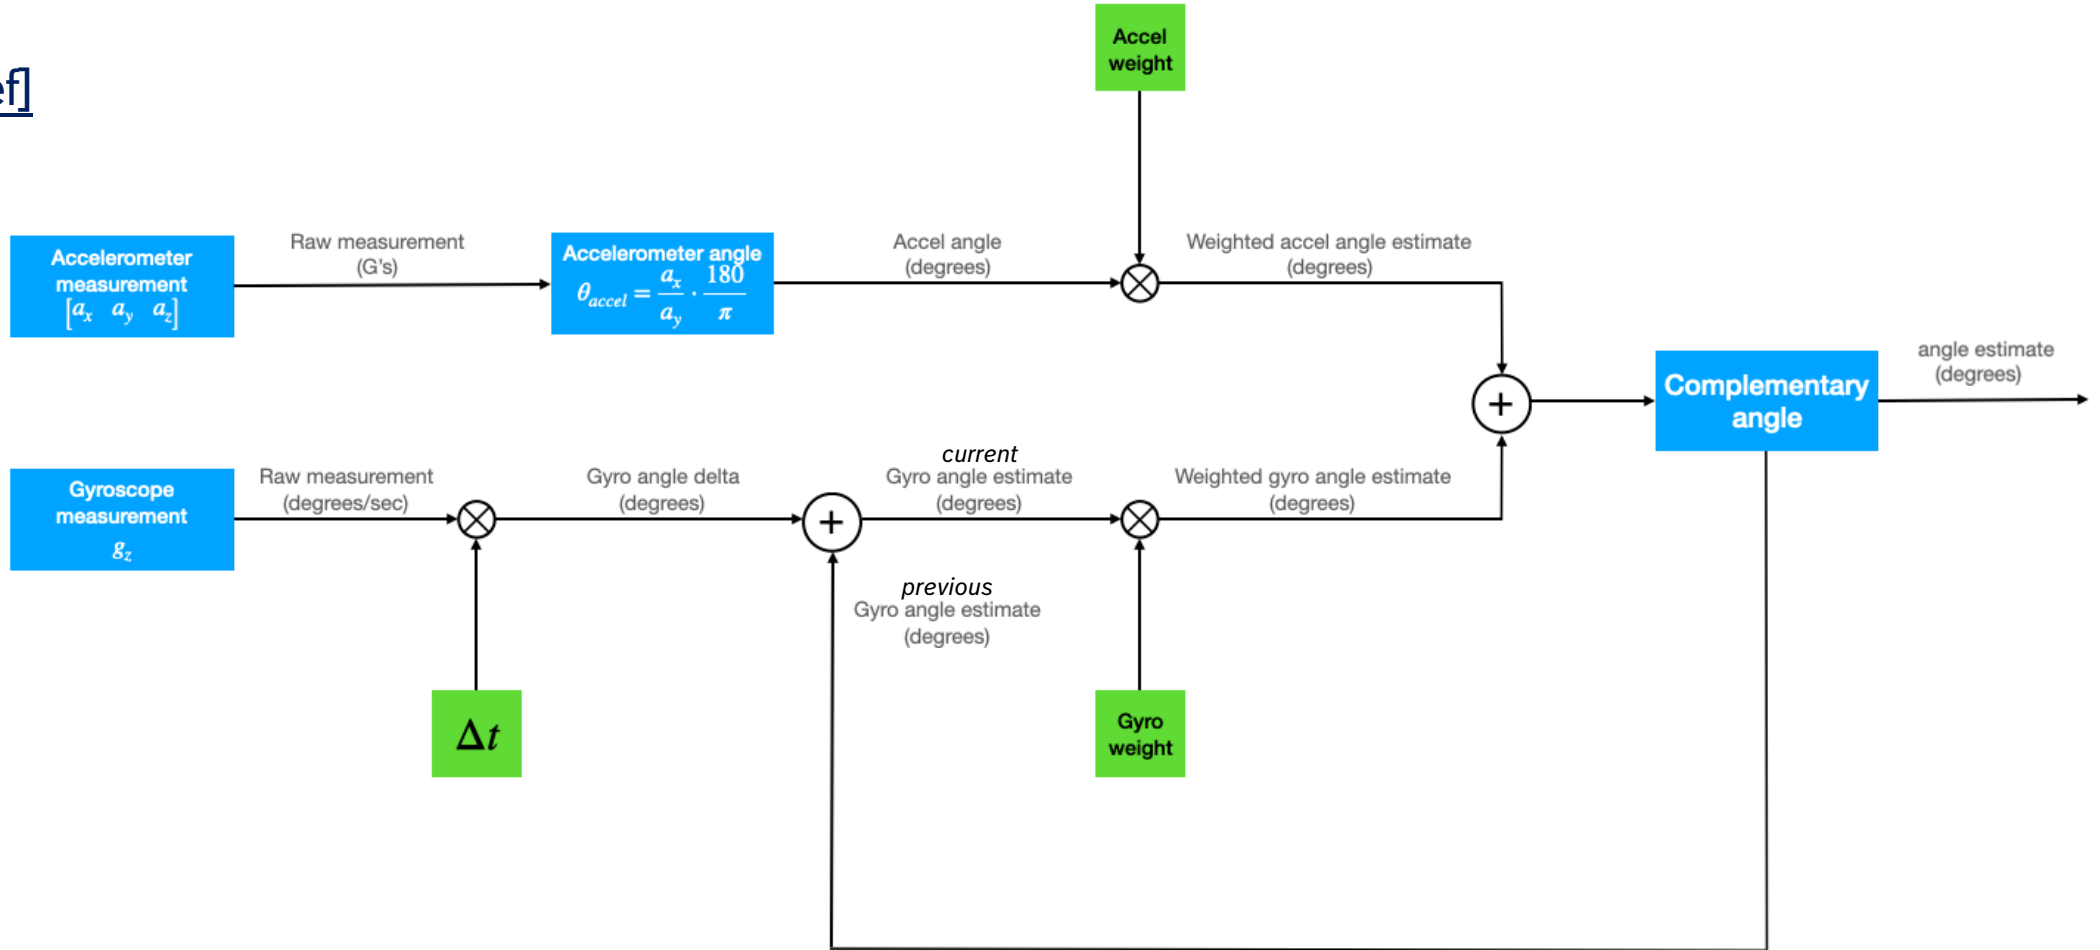 ef]
Accel
weight
Accelerometer
measurement
[a_x a_y a_z]
Raw measurement
(G's)
Accelerometer angle
θ_accel = a_x/a_y · 180/π
Accel angle
(degrees)
Weighted accel angle estimate
(degrees)
+
Complementary
angle
angle estimate
(degrees)
Gyroscope
measurement
g_z
Raw measurement
(degrees/sec)
Gyro angle delta
(degrees)
+
current
Gyro angle estimate
(degrees)
Weighted gyro angle estimate
(degrees)
previous
Gyro angle estimate
(degrees)
Δt
Gyro
weight